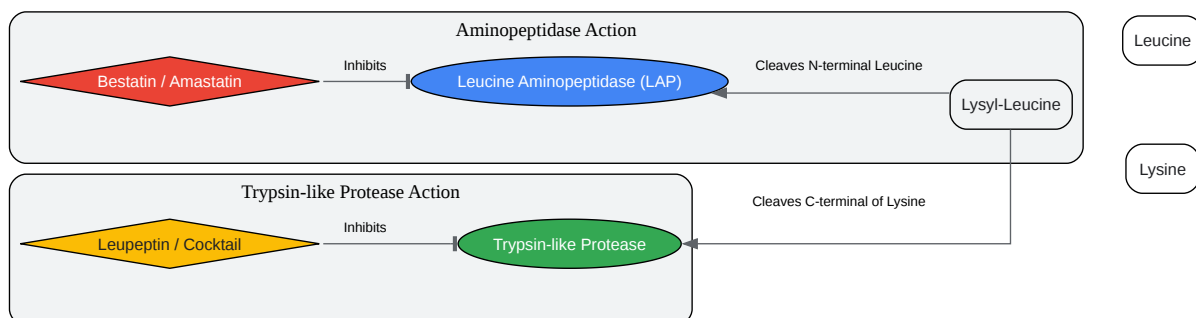 Aminopeptidase Action
Bestatin / Amastatin
Inhibits
Leucine Aminopeptidase (LAP)
Cleaves N-terminal Leucine
Lysyl-Leucine
Leucine
Lysine
Trypsin-like Protease Action
Leupeptin / Cocktail
Inhibits
Trypsin-like Protease
Cleaves C-terminal of Lysine